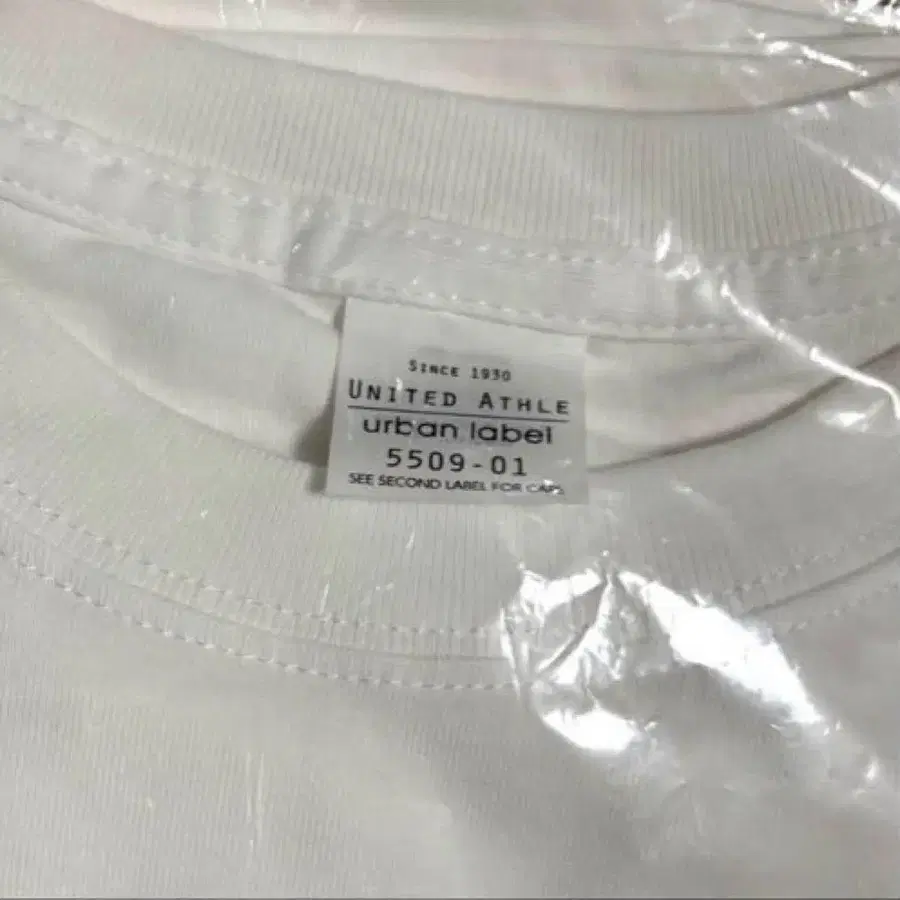 SINCE 1930
UNITED ATHLE
urban label
5509-01
SEE SECOND LABEL FOR CARE